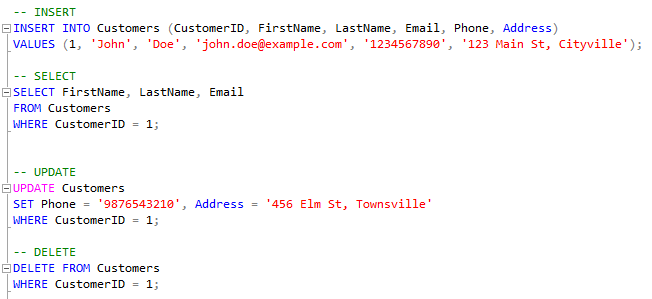 -- INSERT
INSERT INTO Customers (CustomerID, FirstName, LastName, Email, Phone, Address)
VALUES (1, 'John', 'Doe', 'john.doe@example.com', '1234567890', '123 Main St, Cityville');
-- SELECT
SELECT FirstName, LastName, Email
FROM Customers
WHERE CustomerID = 1;
-- UPDATE
UPDATE Customers
SET Phone = '9876543210', Address = '456 Elm St, Townsville'
WHERE CustomerID = 1;
-- DELETE
DELETE FROM Customers
WHERE CustomerID = 1;